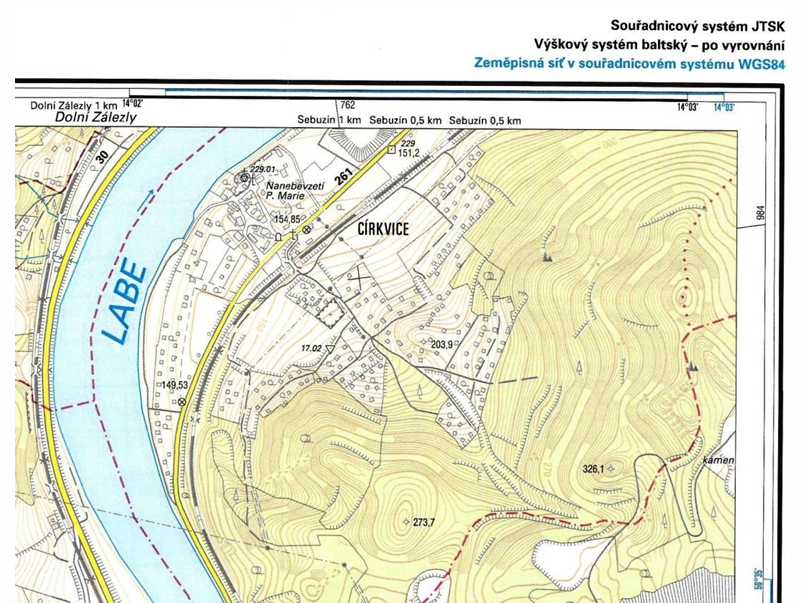 Souřadnicový systém JTSK
Výškový systém baltský – po vyrovnání
Zeměpisná síť v souřadnicovém systému WGS84
Dolní Zálezly 1 km
14°02'
762
14°03'
14°03'
Dolní Zálezly
Sebuzín 1 km Sebuzín 0,5 km Sebuzín 0,5 km
30
229
151,2
229.01
261
Nanebevzetí
P. Marie
154,85
CÍRKVICE
984
LABE
17.02
203,9
149,53
326,1
kámen
273,7
50°35'